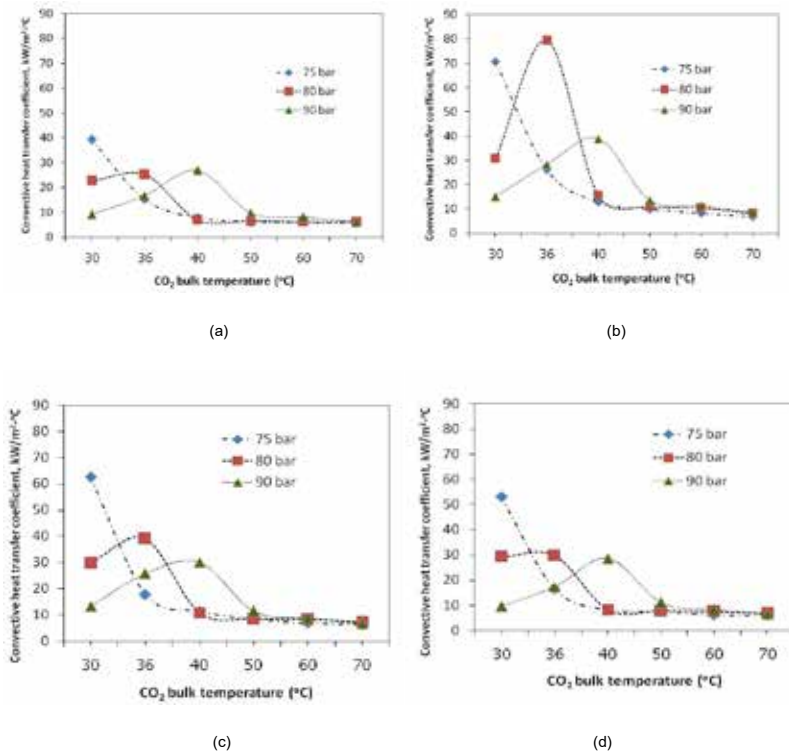 90
80
70
60
50
40
30
20
10
0
Convective heat transfer coefficient, kW/m²-°C
75 bar
80 bar
90 bar
30 36 40 50 60 70
CO₂ bulk temperature (°C)
(a)
90
80
70
60
50
40
30
20
10
0
Convective heat transfer coefficient, kW/m²-°C
75 bar
80 bar
90 bar
30 36 40 50 60 70
CO₂ bulk temperature (°C)
(b)
90
80
70
60
50
40
30
20
10
0
Convective heat transfer coefficient, kW/m²-°C
75 bar
80 bar
90 bar
30 36 40 50 60 70
CO₂ bulk temperature (°C)
(c)
90
80
70
60
50
40
30
20
10
0
Convective heat transfer coefficient, kW/m²-°C
75 bar
80 bar
90 bar
30 36 40 50 60 70
CO₂ bulk temperature (°C)
(d)